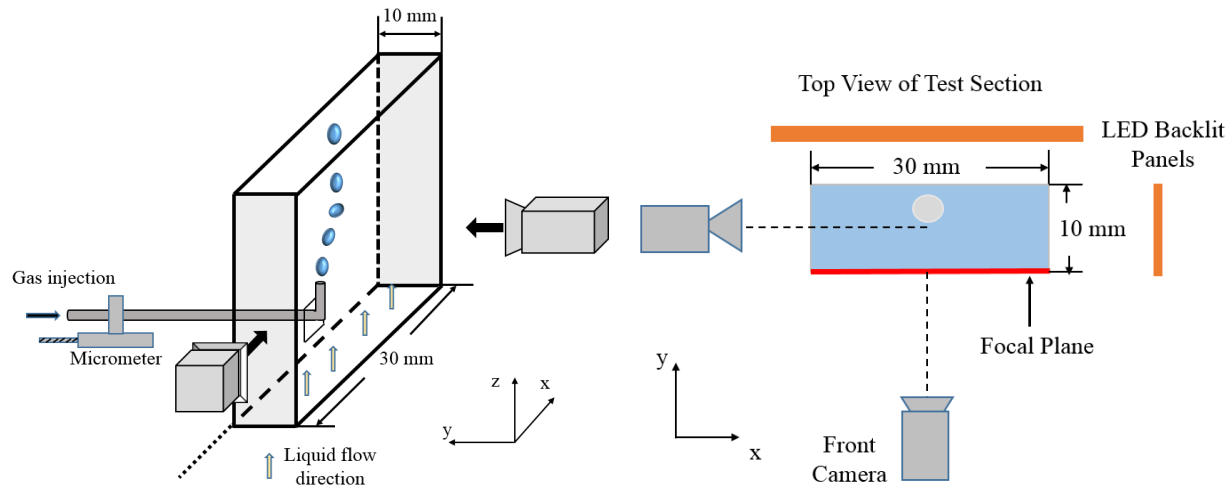 10 mm
Gas injection
Micrometer
30 mm
z
x
y
Liquid flow
direction
Top View of Test Section
LED Backlit
Panels
30 mm
10 mm
Focal Plane
y
x
Front
Camera